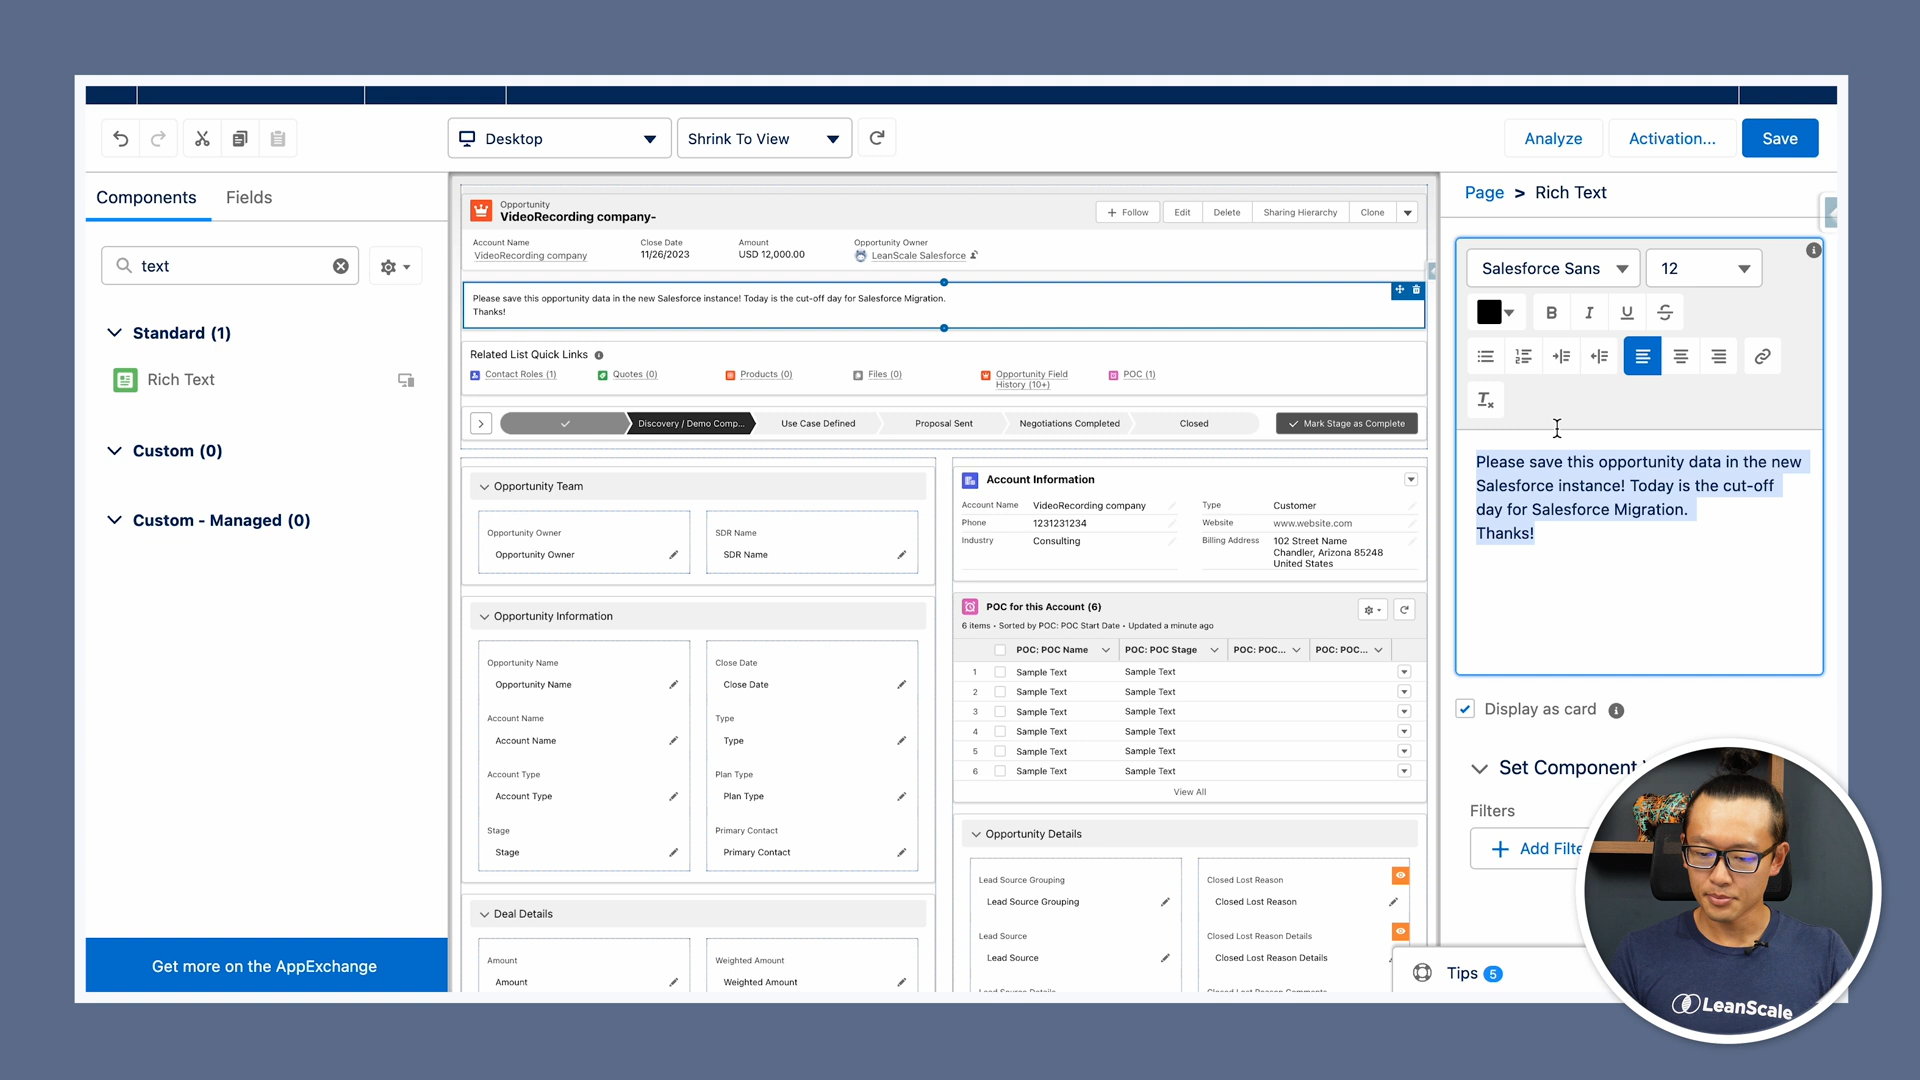 Desktop
Shrink To View
Analyze
Activation...
Save
Components
Fields
text
Standard (1)
Rich Text
Custom (0)
Custom - Managed (0)
Get more on the AppExchange
Opportunity
VideoRecording company-
Follow
Edit
Delete
Sharing Hierarchy
Clone
Account Name
Close Date
Amount
Opportunity Owner
VideoRecording company
11/26/2023
USD 12,000.00
LeanScale Salesforce
Please save this opportunity data in the new Salesforce instance! Today is the cut-off day for Salesforce Migration.
Thanks!
Related List Quick Links
Contact Roles (1)
Quotes (0)
Products (0)
Files (0)
Opportunity Field
History (10+)
POC (1)
Discovery / Demo Comp...
Use Case Defined
Proposal Sent
Negotiations Completed
Closed
Mark Stage as Complete
Opportunity Team
Opportunity Owner
Opportunity Owner
SDR Name
SDR Name
Opportunity Information
Opportunity Name
Opportunity Name
Close Date
Close Date
Account Name
Account Name
Type
Type
Account Type
Account Type
Plan Type
Plan Type
Stage
Stage
Primary Contact
Primary Contact
Deal Details
Amount
Amount
Weighted Amount
Weighted Amount
Account Information
Account Name
VideoRecording company
Type
Customer
Phone
1231231234
Website
www.website.com
Industry
Consulting
Billing Address
102 Street Name
Chandler, Arizona 85248
United States
POC for this Account (6)
6 items • Sorted by POC: POC Start Date • Updated a minute ago
POC: POC Name
POC: POC Stage
POC: POC...
POC: POC...
1 Sample Text Sample Text
2 Sample Text Sample Text
3 Sample Text Sample Text
4 Sample Text Sample Text
5 Sample Text Sample Text
6 Sample Text Sample Text
View All
Opportunity Details
Lead Source Grouping
Lead Source Grouping
Closed Lost Reason
Closed Lost Reason
Lead Source
Lead Source
Closed Lost Reason Details
Closed Lost Reason Details
Page > Rich Text
Salesforce Sans
12
B I U S
Please save this opportunity data in the new
Salesforce instance! Today is the cut-off
day for Salesforce Migration.
Thanks!
Display as card
Set Component
Filters
Add Filte
Tips 5
LeanScale